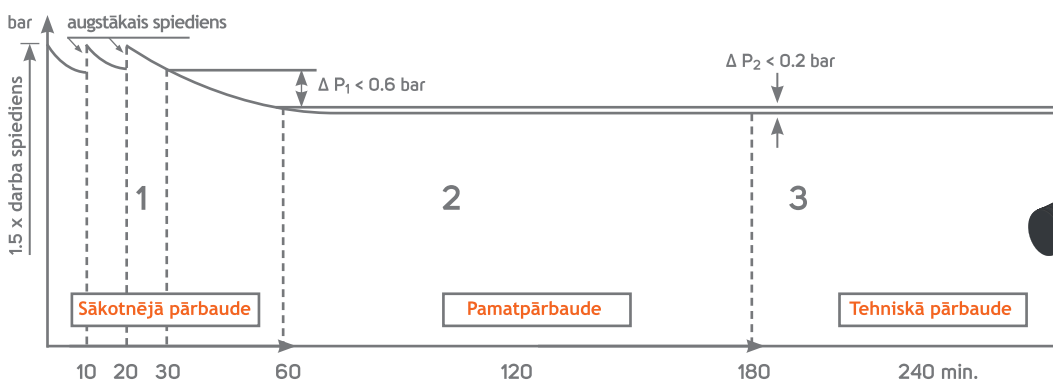 bar
augstākais spiediens
Δ P₁ < 0.6 bar
Δ P₂ < 0.2 bar
1.5 x darba spiediens
1
2
3
Sākotnējā pārbaude
Pamatpārbaude
Tehniskā pārbaude
10 20 30 60 120 180 240 min.